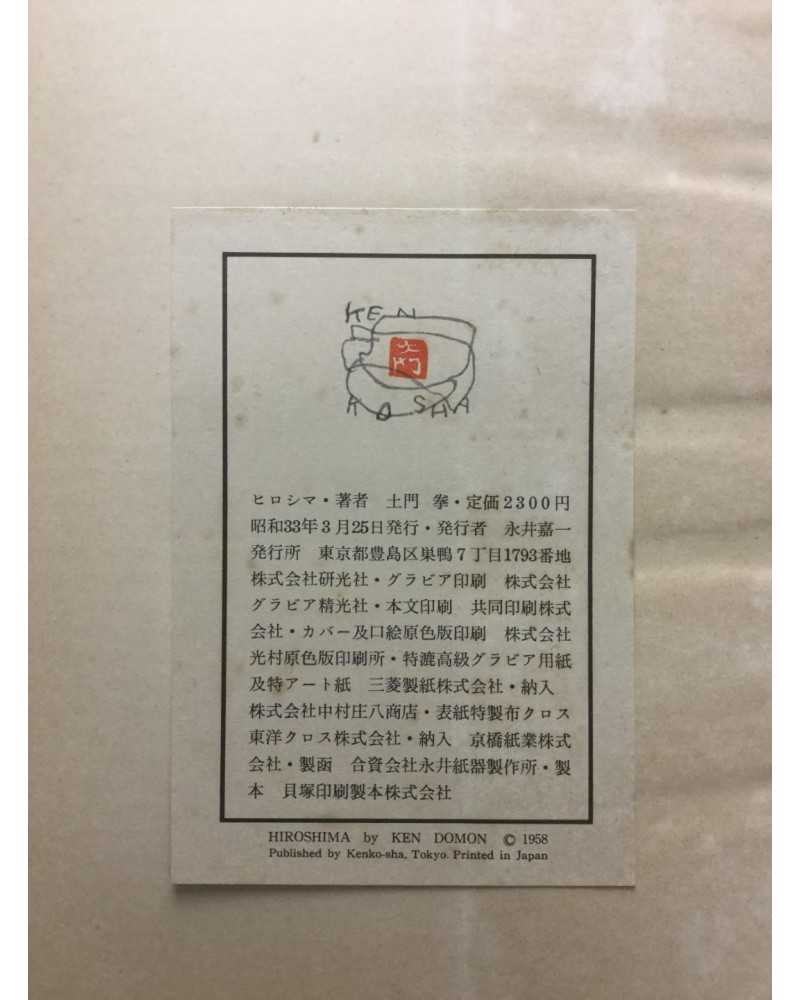 KEN
土門
KOSHA
ヒロシマ・著者　土門　拳・定価2300円
昭和33年3月25日発行・発行者　永井嘉一
発行所　東京都豊島区巣鴨7丁目1793番地
株式会社研光社・グラビア印刷　株式会社
グラビア精光社・本文印刷　共同印刷株式
会社・カバー及口絵原色版印刷　株式会社
光村原色版印刷所・特漉高級グラビア用紙
及特アート紙　三菱製紙株式会社・納入
株式会社中村庄八商店・表紙特製布クロス
東洋クロス株式会社・納入　京橋紙業株式
会社・製函　合資会社永井紙器製作所・製
本　貝塚印刷製本株式会社
HIROSHIMA by KEN DOMON © 1958
Published by Kenko-sha, Tokyo. Printed in Japan